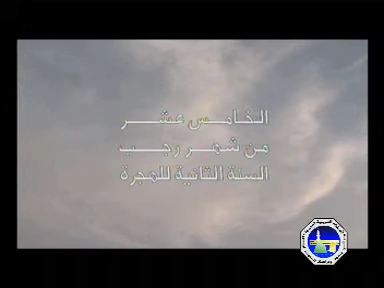 الخامس عشر
من شهر رجب
السنة الثانية للهجرة